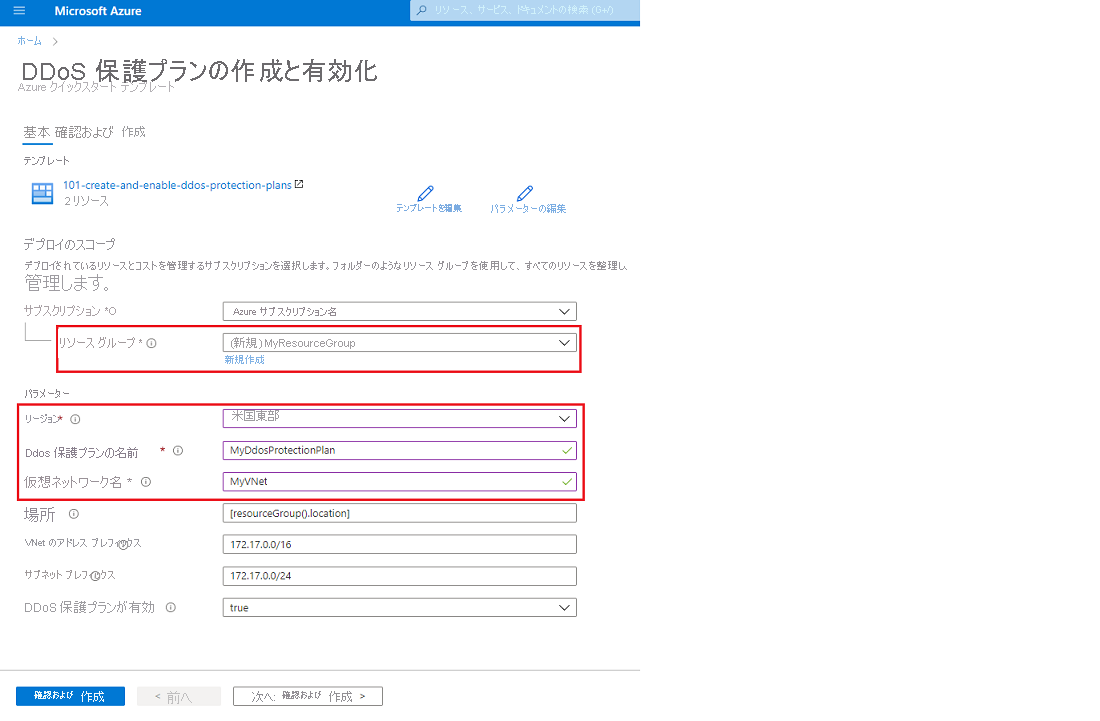 Microsoft Azure
リソース、サービス、ドキュメントの検索 (G+/)
ホーム
DDoS 保護プランの作成と有効化
Azure クイックスタート テンプレート
基本 確認および 作成
テンプレート
101-create-and-enable-ddos-protection-plans
2リソース
テンプレートを編集
パラメーターの編集
デプロイのスコープ
デプロイされているリソースとコストを管理するサブスクリプションを選択します。フォルダーのようなリソース グループを使用して、すべてのリソースを整理し、
管理します。
サブスクリプション *O
Azure サブスクリプション名
リソース グループ *
(新規) MyResourceGroup
新規作成
パラメーター
リージョン*
米国東部
Ddos 保護プランの名前 *
MyDdosProtectionPlan
仮想ネットワーク名 *
MyVNet
場所
[resourceGroup().location]
VNet のアドレス プレフィックス
172.17.0.0/16
サブネット プレフィックス
172.17.0.0/24
DDoS 保護プランが有効
true
確認および 作成
< 前へ
次へ: 確認および 作成 >